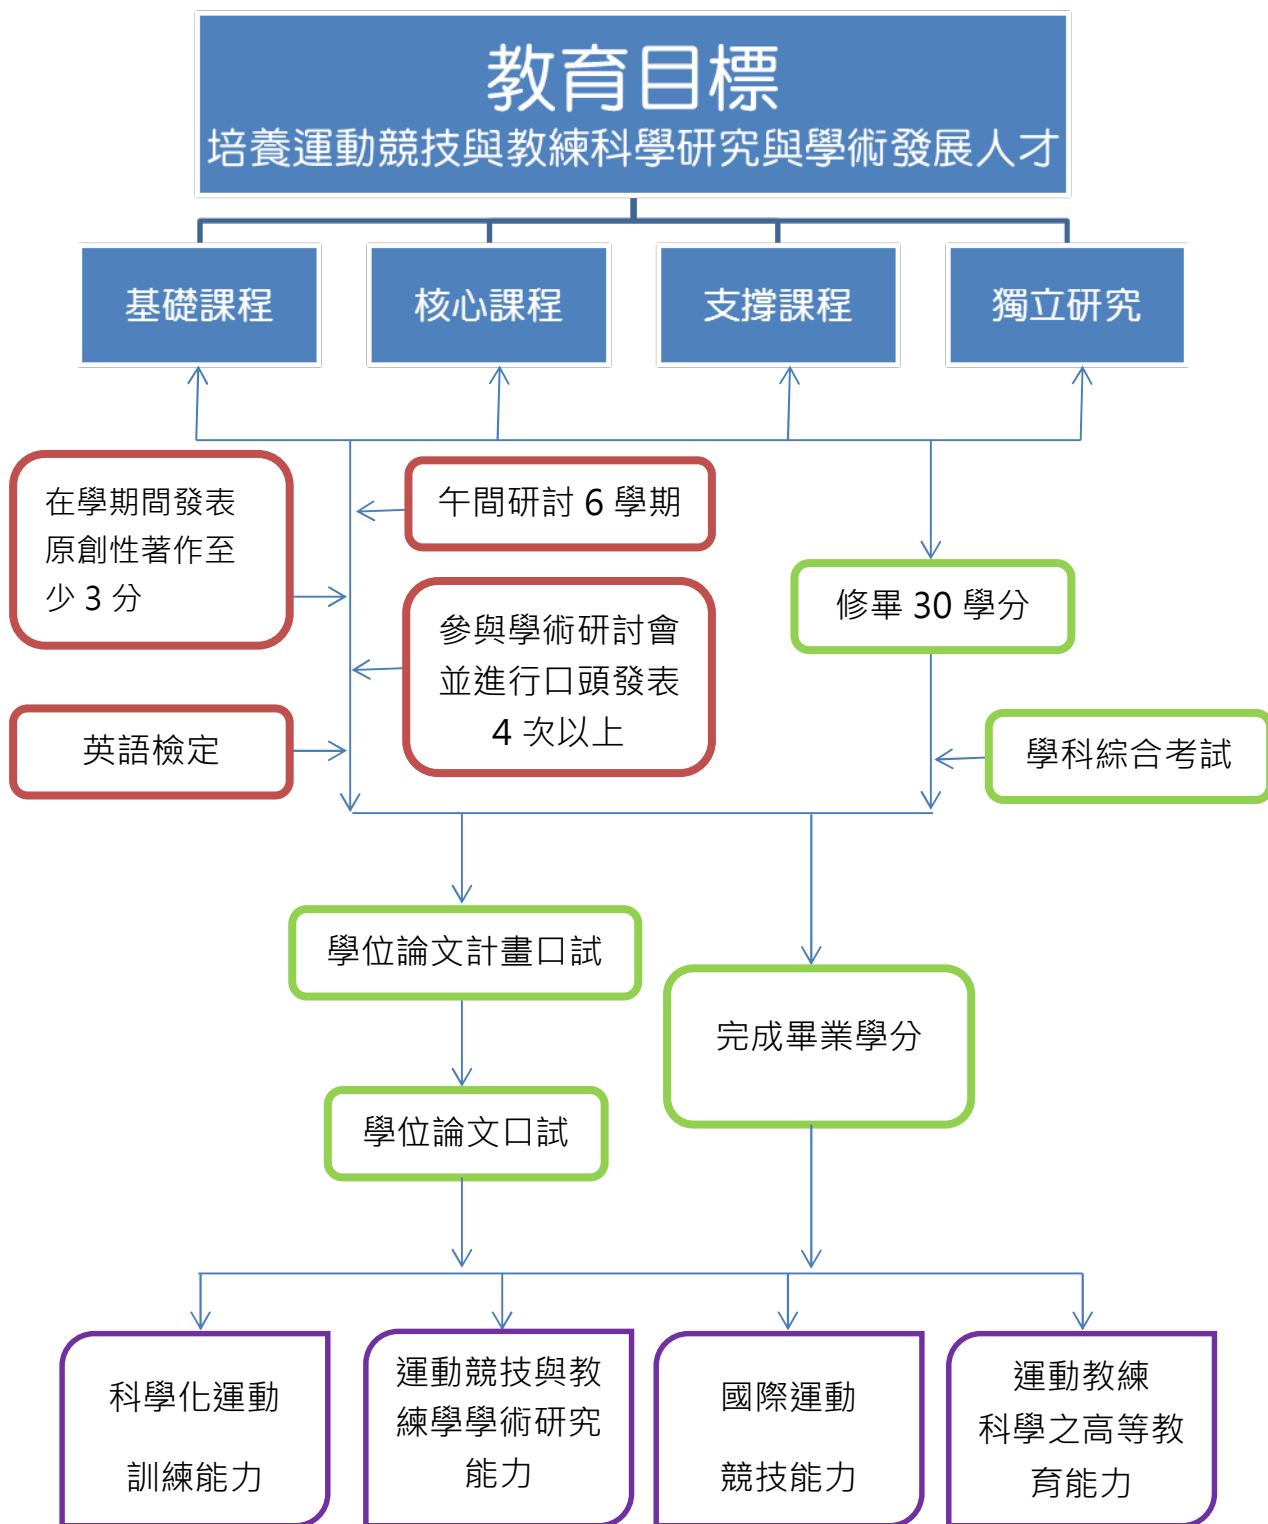 教育目標
培養運動競技與教練科學研究與學術發展人才
基礎課程
核心課程
支撐課程
獨立研究
在學期間發表
原創性著作至
少 3 分
午間研討 6 學期
參與學術研討會
並進行口頭發表
4 次以上
修畢 30 學分
英語檢定
學科綜合考試
學位論文計畫口試
完成畢業學分
學位論文口試
科學化運動
訓練能力
運動競技與教
練學學術研究
能力
國際運動
競技能力
運動教練
科學之高等教
育能力